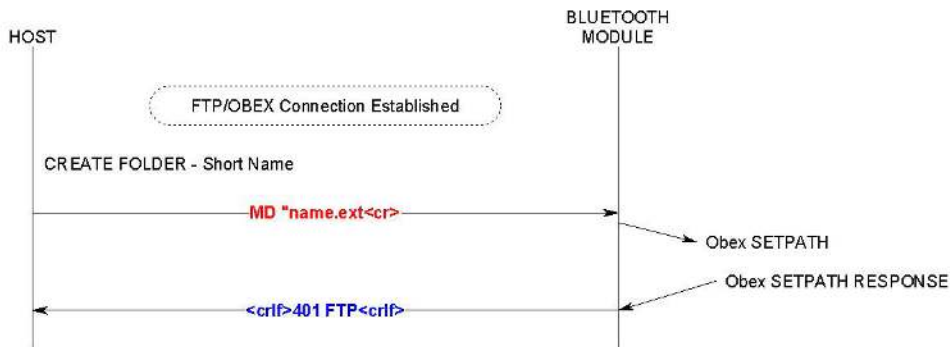 HOST
BLUETOOTH
MODULE
FTP/OBEX Connection Established
CREATE FOLDER - Short Name
MD "name.ext<cr>
Obex SETPATH
Obex SETPATH RESPONSE
<crlf>401 FTP<crlf>